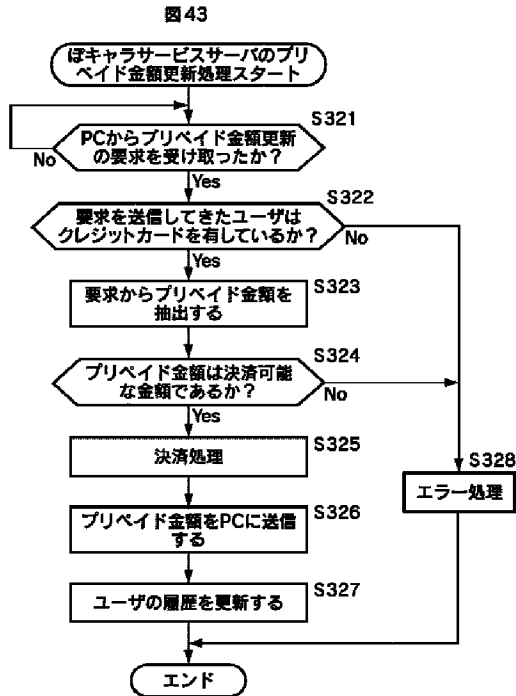 図43
ぽキャラサービスサーバのプリ
ペイド金額更新処理スタート
S321
PCからプリペイド金額更新
の要求を受け取ったか？
No
Yes
S322
要求を送信してきたユーザは
クレジットカードを有しているか？
No
Yes
S323
要求からプリペイド金額を
抽出する
S324
プリペイド金額は決済可能
な金額であるか？
No
Yes
S325
決済処理
S328
エラー処理
S326
プリペイド金額をPCに送信
する
S327
ユーザの履歴を更新する
エンド